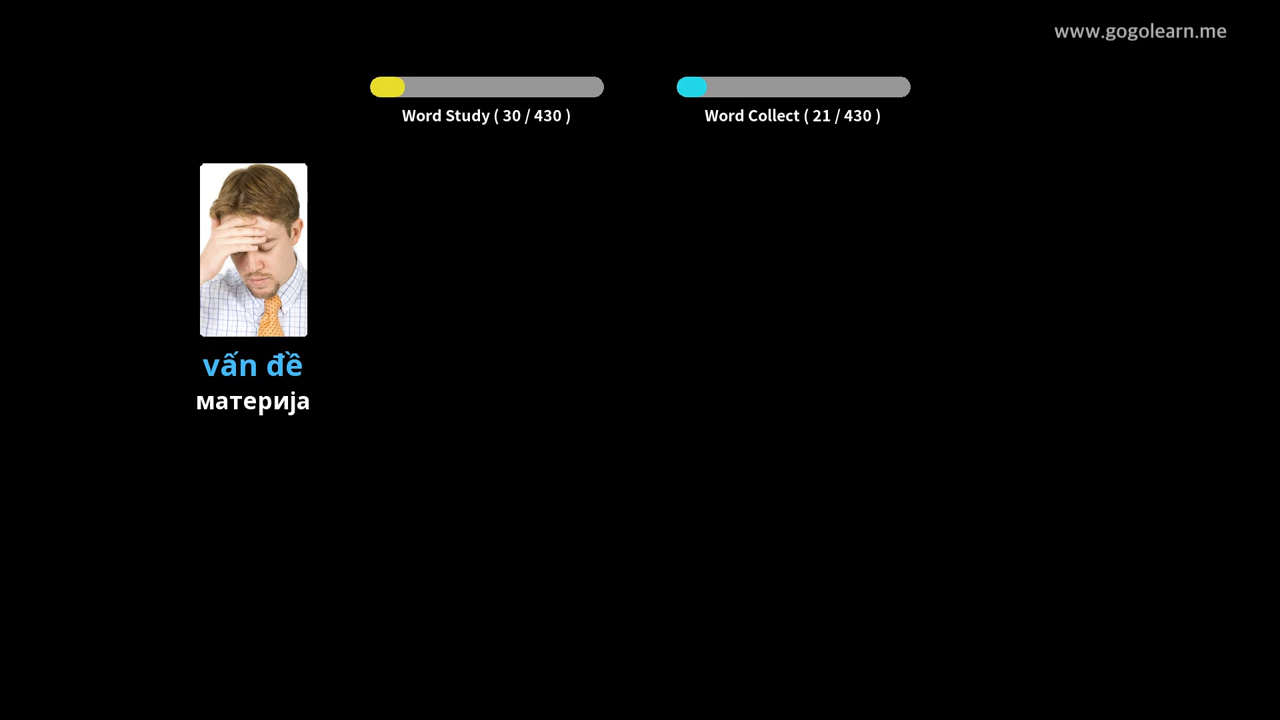 www.gogolearn.me
Word Study ( 30 / 430 )
Word Collect ( 21 / 430 )
vấn đề
материја